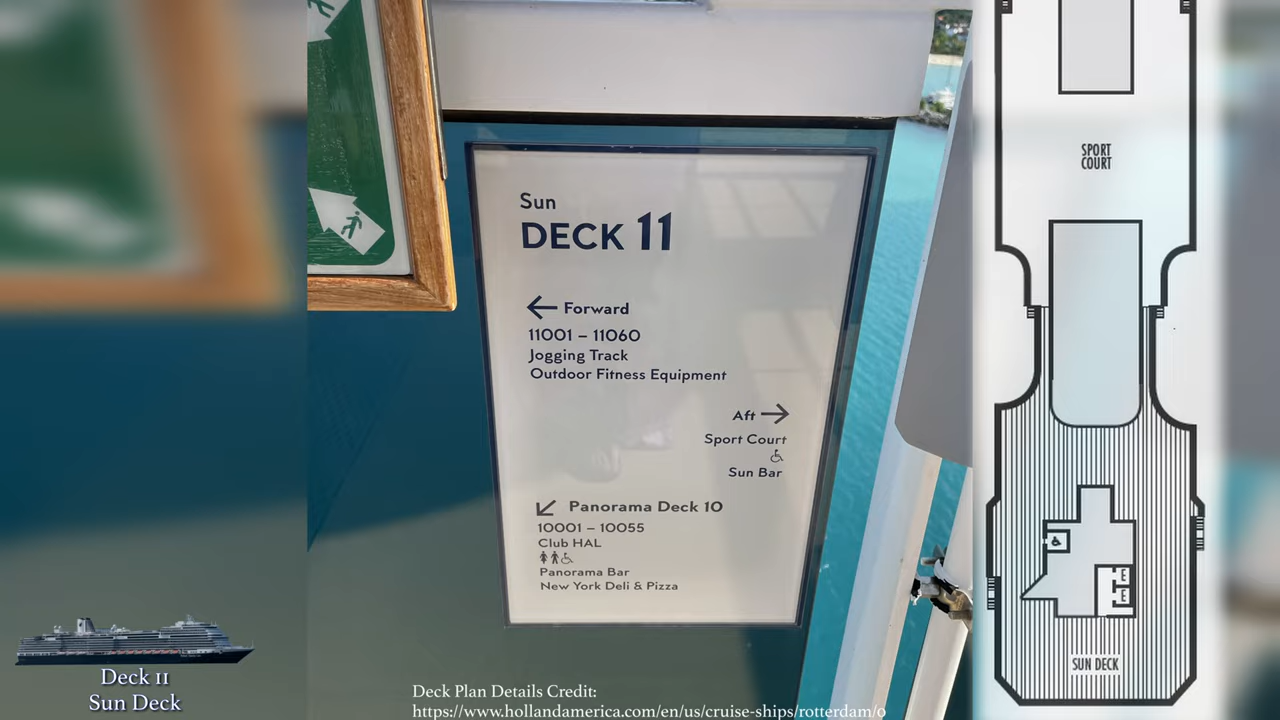 Sun
DECK 11
← Forward
11001 – 11060
Jogging Track
Outdoor Fitness Equipment
Aft →
Sport Court
Sun Bar
↙ Panorama Deck 10
10001 – 10055
Club HAL
Panorama Bar
New York Deli & Pizza
SPORT
COURT
E
E
SUN DECK
Deck 11
Sun Deck
Deck Plan Details Credit:
https://www.hollandamerica.com/en/us/cruise-ships/rotterdam/0